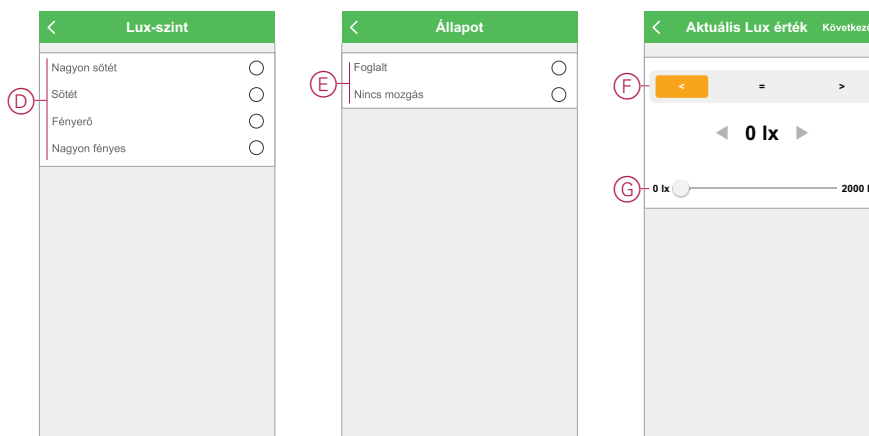 Lux-szint
Nagyon sötét
Sötét
Fényerő
Nagyon fényes
D
Állapot
Foglalt
Nincs mozgás
E
Aktuális Lux érték
F
< = >
0 lx
G
0 lx 2000